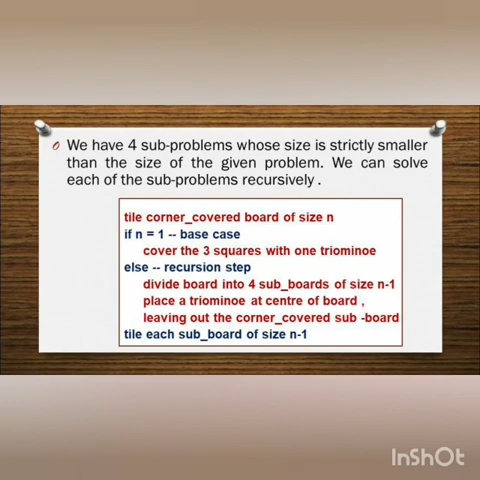 We have 4 sub-problems whose size is strictly smaller
than the size of the given problem. We can solve
each of the sub-problems recursively .
tile corner_covered board of size n
if n = 1 -- base case
cover the 3 squares with one triominoe
else -- recursion step
divide board into 4 sub_boards of size n-1
place a triominoe at centre of board ,
leaving out the corner_covered sub -board
tile each sub_board of size n-1
InShOt